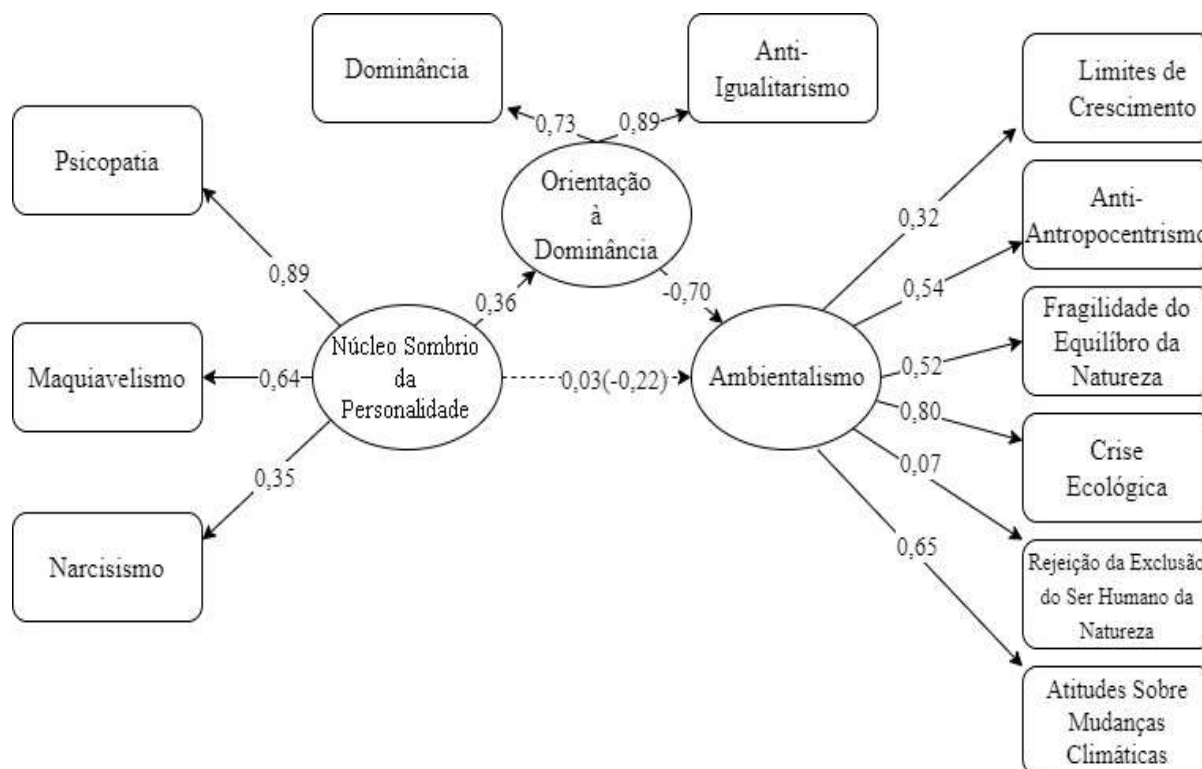 Dominância
Anti-
Igualitarismo
Limites de
Crescimento
Psicopatia
0,73
0,89
Orientação
à
Dominância
0,32
Anti-
Antropocentrismo
0,89
0,36
-0,70
0,54
Fragilidade do
Equilíbro da
Natureza
Maquiavelismo
0,64
Núcleo Sombrio
da
Personalidade
0,03(-0,22)
Ambientalismo
0,52
0,80
Crise
Ecológica
0,35
0,07
Narcisismo
0,65
Rejeição da Exclusão
do Ser Humano da
Natureza
Atitudes Sobre
Mudanças
Climáticas